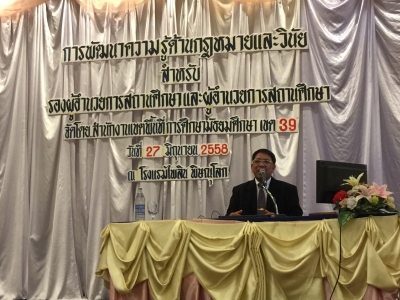 การพัฒนาความรู้ด้านกฎหมายและวินัย
สำหรับ
รองผู้อำนวยการสถานศึกษาและผู้อำนวยการสถานศึกษา
จัดโดย สำนักงานเขตพื้นที่การศึกษามัธยมศึกษา เขต 39
วันที่ 27 มิถุนายน 2558
ณ โรงแรมไพลิน พิษณุโลก